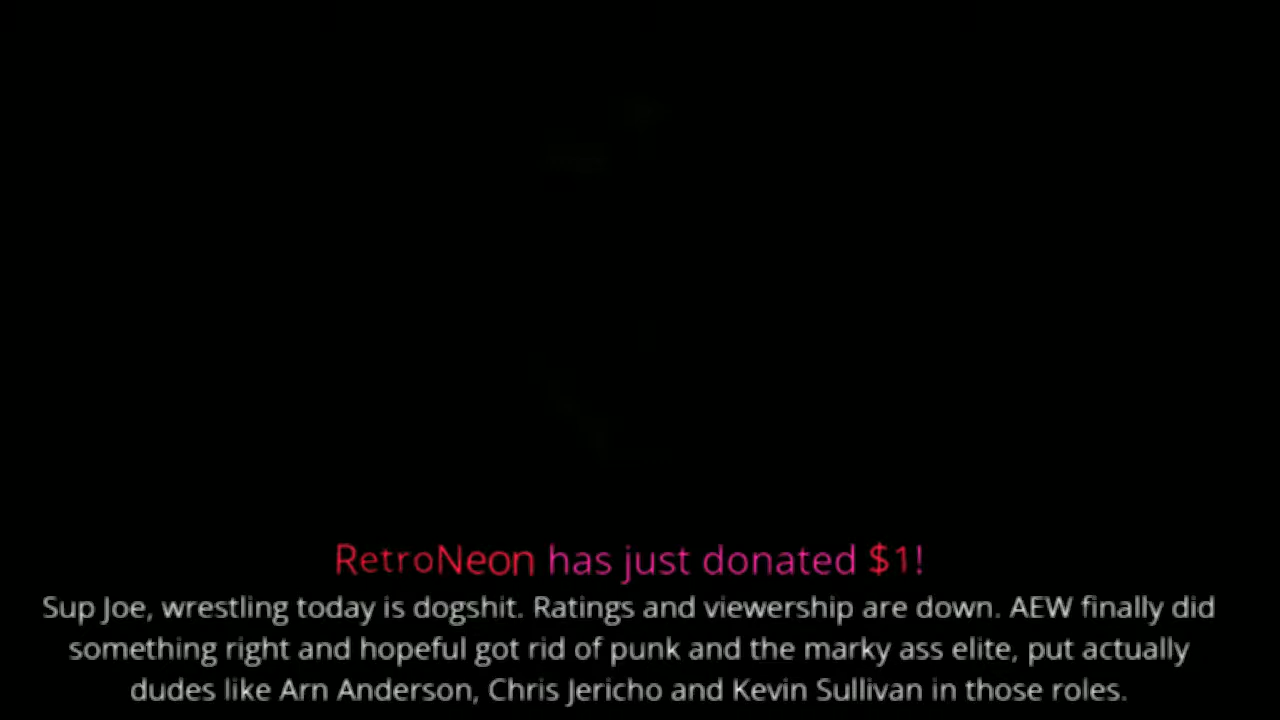 RetroNeon has just donated $1!
Sup Joe, wrestling today is dogshit. Ratings and viewership are down. AEW finally did
something right and hopeful got rid of punk and the marky ass elite, put actually
dudes like Arn Anderson, Chris Jericho and Kevin Sullivan in those roles.